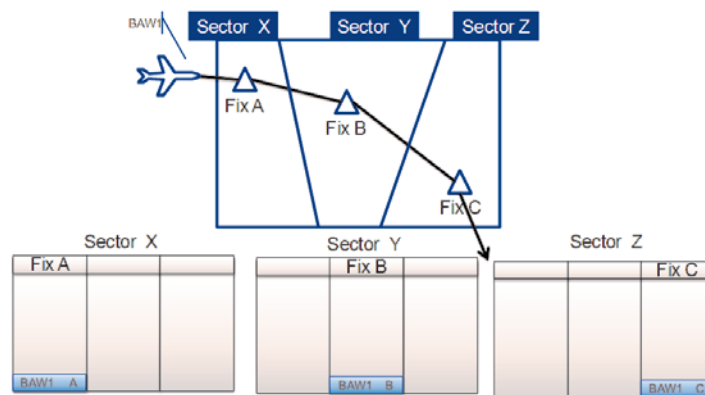 BAW1
Sector X
Sector Y
Sector Z
Fix A
Fix B
Fix C
Sector X
Sector Y
Sector Z
Fix A
Fix B
Fix C
BAW1 A
BAW1 B
BAW1 C